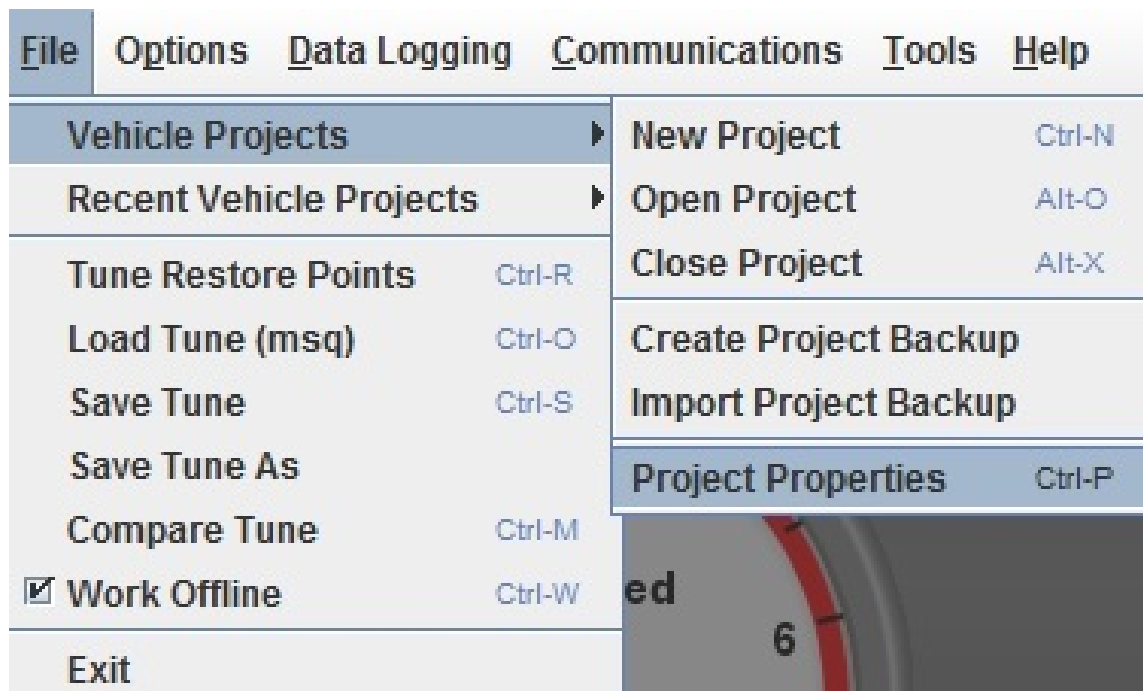 File Options Data Logging Communications Tools Help
Vehicle Projects
Recent Vehicle Projects
Tune Restore Points Ctrl-R
Load Tune (msq) Ctrl-O
Save Tune Ctrl-S
Save Tune As
Compare Tune Ctrl-M
Work Offline Ctrl-W
Exit
New Project Ctrl-N
Open Project Alt-O
Close Project Alt-X
Create Project Backup
Import Project Backup
Project Properties Ctrl-P
ed
6